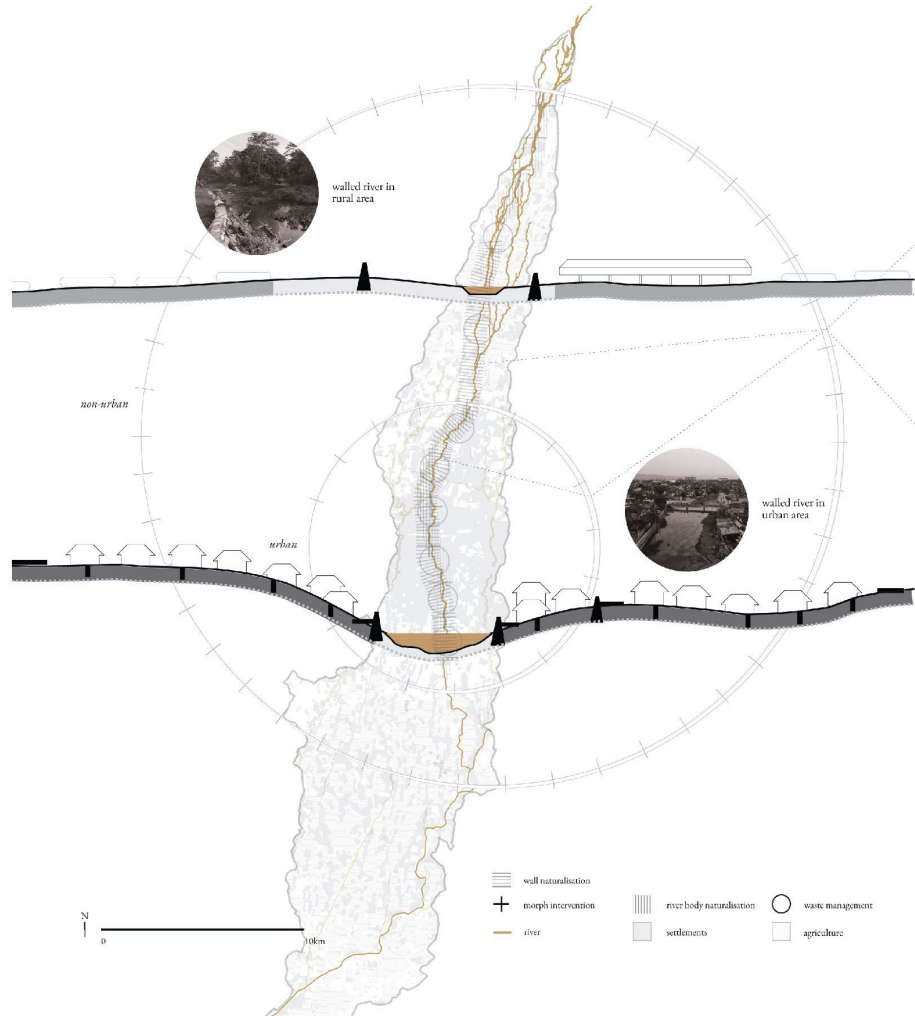 walled river in
rural area
non-urban
walled river in
urban area
urban
wall naturalisation
morph intervention
river body naturalisation
waste management
river
settlements
agriculture
N
0
10km